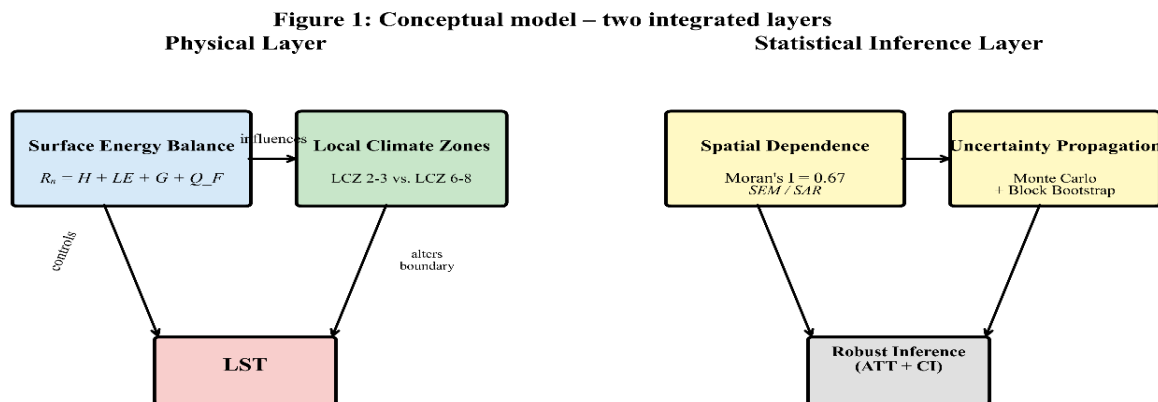 Figure 1: Conceptual model – two integrated layers
Physical Layer
Statistical Inference Layer
Surface Energy Balance
Rₙ = H + LE + G + Q_F
influences
Local Climate Zones
LCZ 2-3 vs. LCZ 6-8
Spatial Dependence
Moran's I = 0.67
SEM / SAR
Uncertainty Propagation
Monte Carlo
+ Block Bootstrap
controls
alters
boundary
LST
Robust Inference
(ATT + CI)